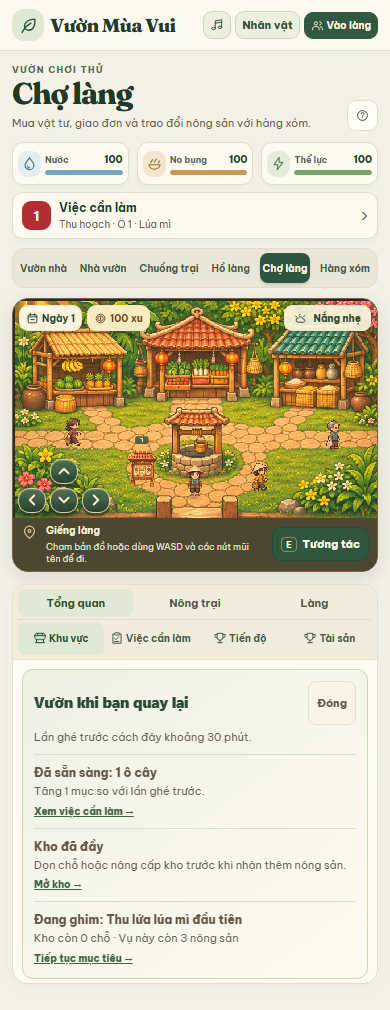 Vườn Mùa Vui
Nhân vật
Vào làng
VƯỜN CHƠI THỬ
Chợ làng
Mua vật tư, giao đơn và trao đổi nông sản với hàng xóm.
Nước 100
No bụng 100
Thể lực 100
1
Việc cần làm
Thu hoạch · Ô 1 · Lúa mì
Vườn nhà
Nhà vườn
Chuồng trại
Hồ làng
Chợ làng
Hàng xóm
Ngày 1
100 xu
Nắng nhẹ
1
Giếng làng
Chạm bản đồ hoặc dùng WASD và các nút mũi
tên để đi.
E Tương tác
Tổng quan
Nông trại
Làng
Khu vực
Việc cần làm
Tiến độ
Tài sản
Vườn khi bạn quay lại
Đóng
Lần ghé trước cách đây khoảng 30 phút.
Đã sẵn sàng: 1 ô cây
Tăng 1 mục so với lần ghé trước.
Xem việc cần làm →
Kho đã đầy
Dọn chỗ hoặc nâng cấp kho trước khi nhận thêm nông sản.
Mở kho →
Đang ghim: Thu lứa lúa mì đầu tiên
Kho còn 0 chỗ · Vụ này còn 3 nông sản
Tiếp tục mục tiêu →